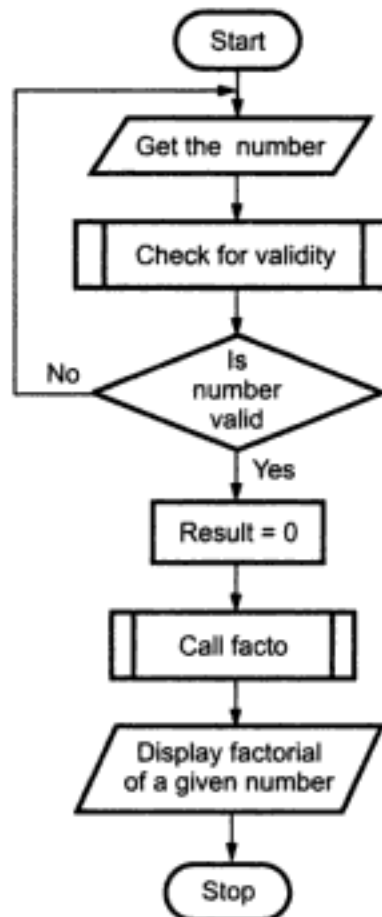 Start
Get the number
Check for validity
Is
number
valid
No
Yes
Result = 0
Call facto
Display factorial
of a given number
Stop